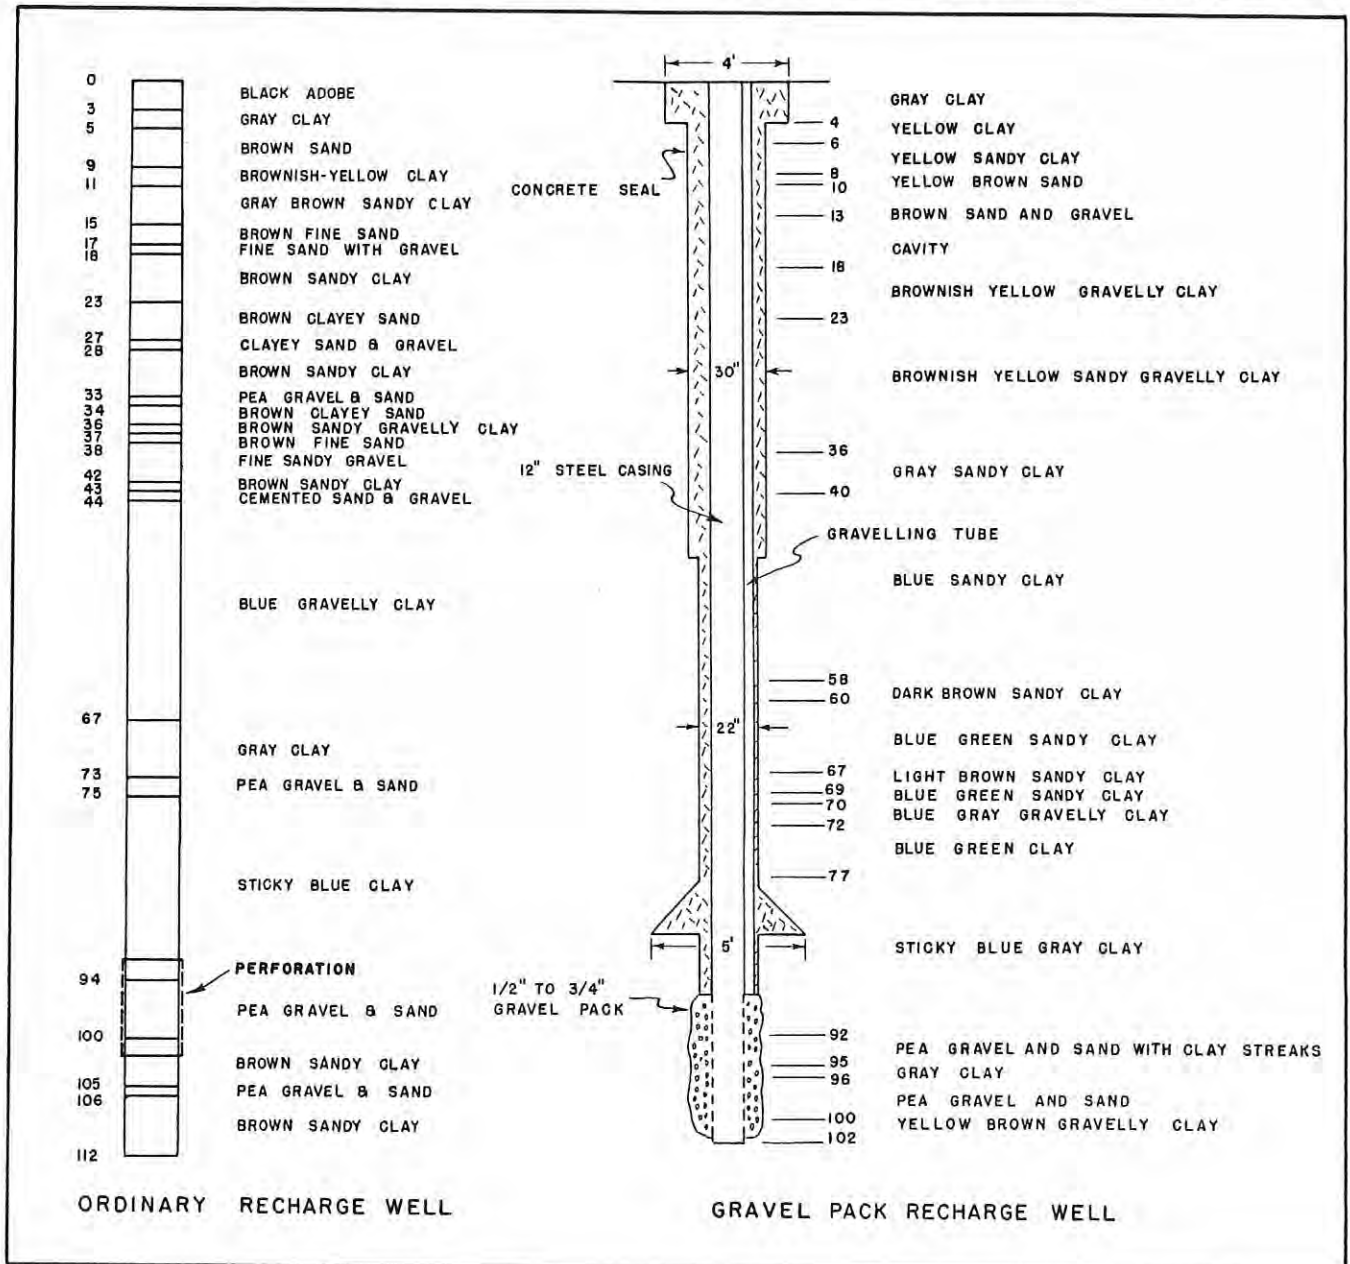 0
BLACK ADOBE
3
GRAY CLAY
5
BROWN SAND
9
BROWNISH-YELLOW CLAY
11
GRAY BROWN SANDY CLAY
15
BROWN FINE SAND
17
FINE SAND WITH GRAVEL
18
BROWN SANDY CLAY
23
BROWN CLAYEY SAND
27
CLAYEY SAND & GRAVEL
28
BROWN SANDY CLAY
33
PEA GRAVEL & SAND
34
BROWN CLAYEY SAND
36
BROWN SANDY GRAVELLY CLAY
37
BROWN FINE SAND
38
FINE SANDY GRAVEL
42
BROWN SANDY CLAY
43
CEMENTED SAND & GRAVEL
44
BLUE GRAVELLY CLAY
67
GRAY CLAY
73
PEA GRAVEL & SAND
75
STICKY BLUE CLAY
PERFORATION
94
PEA GRAVEL & SAND
100
BROWN SANDY CLAY
105
PEA GRAVEL & SAND
106
BROWN SANDY CLAY
112
ORDINARY RECHARGE WELL
4'
GRAY CLAY
4
YELLOW CLAY
6
YELLOW SANDY CLAY
8
CONCRETE SEAL
10
YELLOW BROWN SAND
13
BROWN SAND AND GRAVEL
CAVITY
18
BROWNISH YELLOW GRAVELLY CLAY
23
30"
BROWNISH YELLOW SANDY GRAVELLY CLAY
36
12" STEEL CASING
GRAY SANDY CLAY
40
GRAVELLING TUBE
BLUE SANDY CLAY
58
DARK BROWN SANDY CLAY
60
22"
BLUE GREEN SANDY CLAY
67
LIGHT BROWN SANDY CLAY
69
BLUE GREEN SANDY CLAY
70
BLUE GRAY GRAVELLY CLAY
72
BLUE GREEN CLAY
77
5'
STICKY BLUE GRAY CLAY
1/2" TO 3/4"
GRAVEL PACK
92
PEA GRAVEL AND SAND WITH CLAY STREAKS
95
GRAY CLAY
96
PEA GRAVEL AND SAND
100
YELLOW BROWN GRAVELLY CLAY
102
GRAVEL PACK RECHARGE WELL